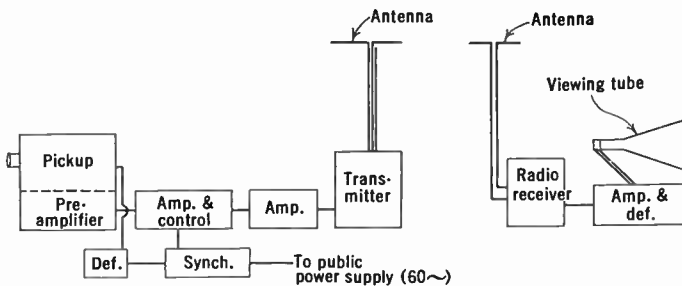 Antenna
Antenna
Viewing tube
Pickup
Pre-
amplifier
Amp. &
control
Amp.
Trans-
mitter
Radio
receiver
Amp. &
def.
Def.
Synch.
To public
power supply (60~)